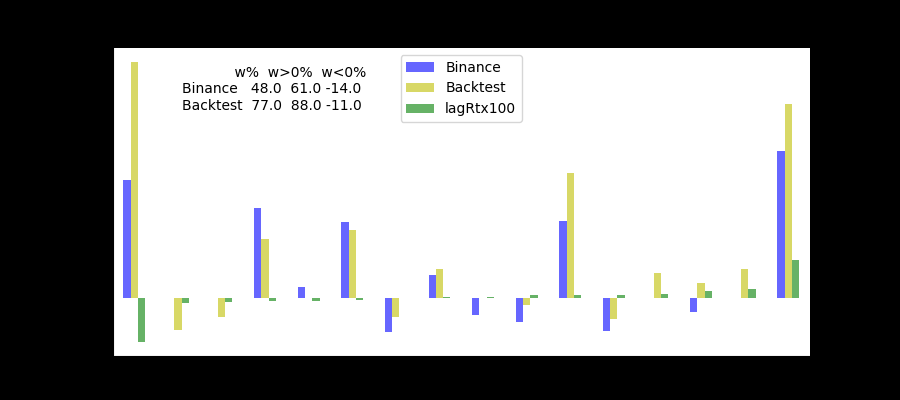 w% w>0% w<0%
Binance 48.0 61.0 -14.0
Backtest 77.0 88.0 -11.0
Binance
Backtest
lagRtx100